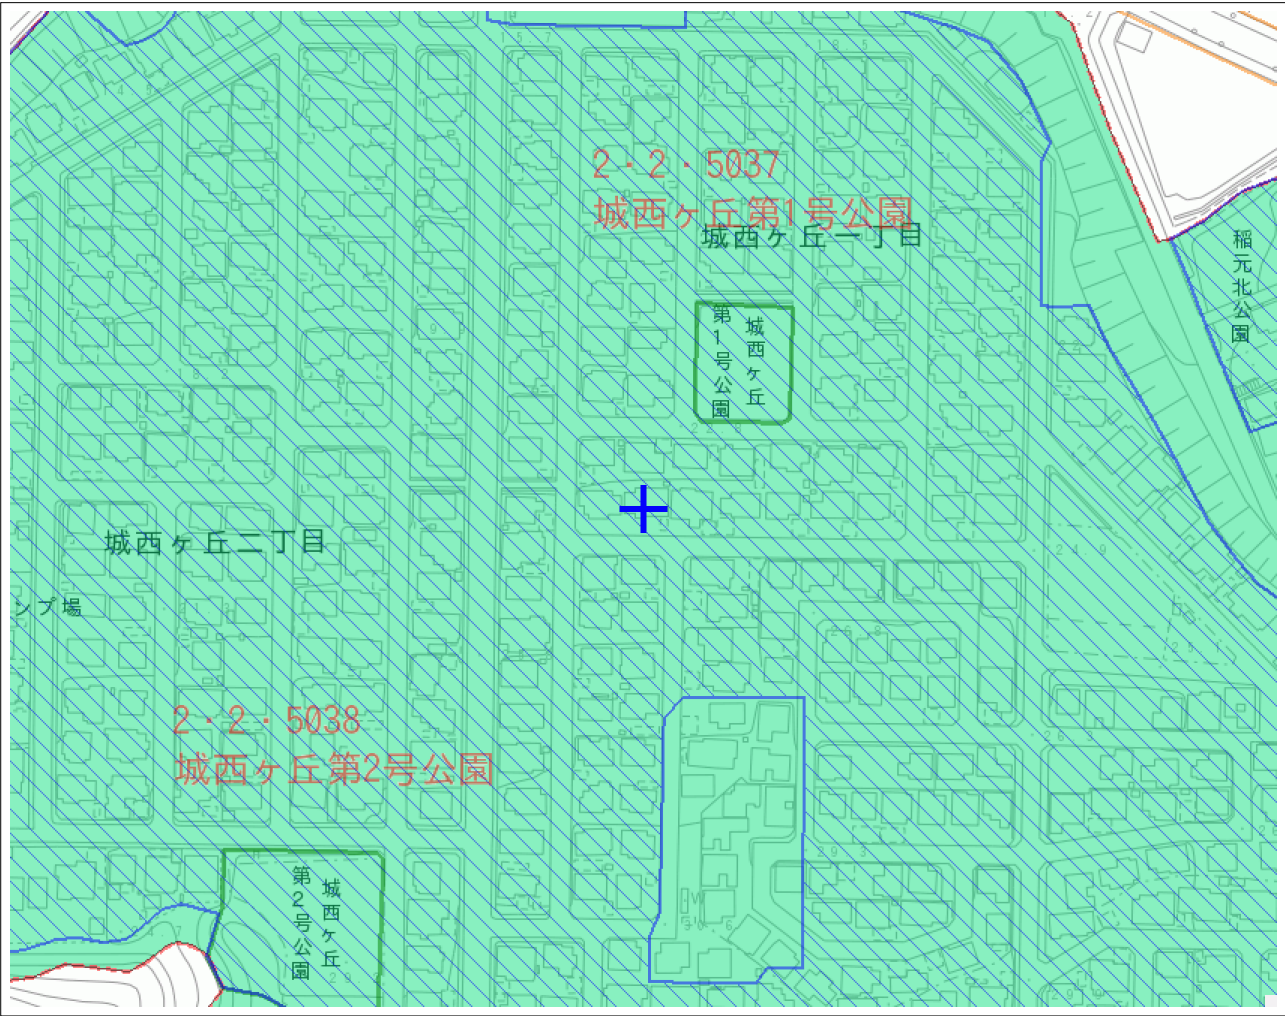 2・2・5037
城西ヶ丘第1号公園
城西ヶ丘一丁目
稲元北公園
城西ヶ丘
第1号公園
城西ヶ丘二丁目
ンプ場
2・2・5038
城西ヶ丘第2号公園
城西ヶ丘
第2号公園